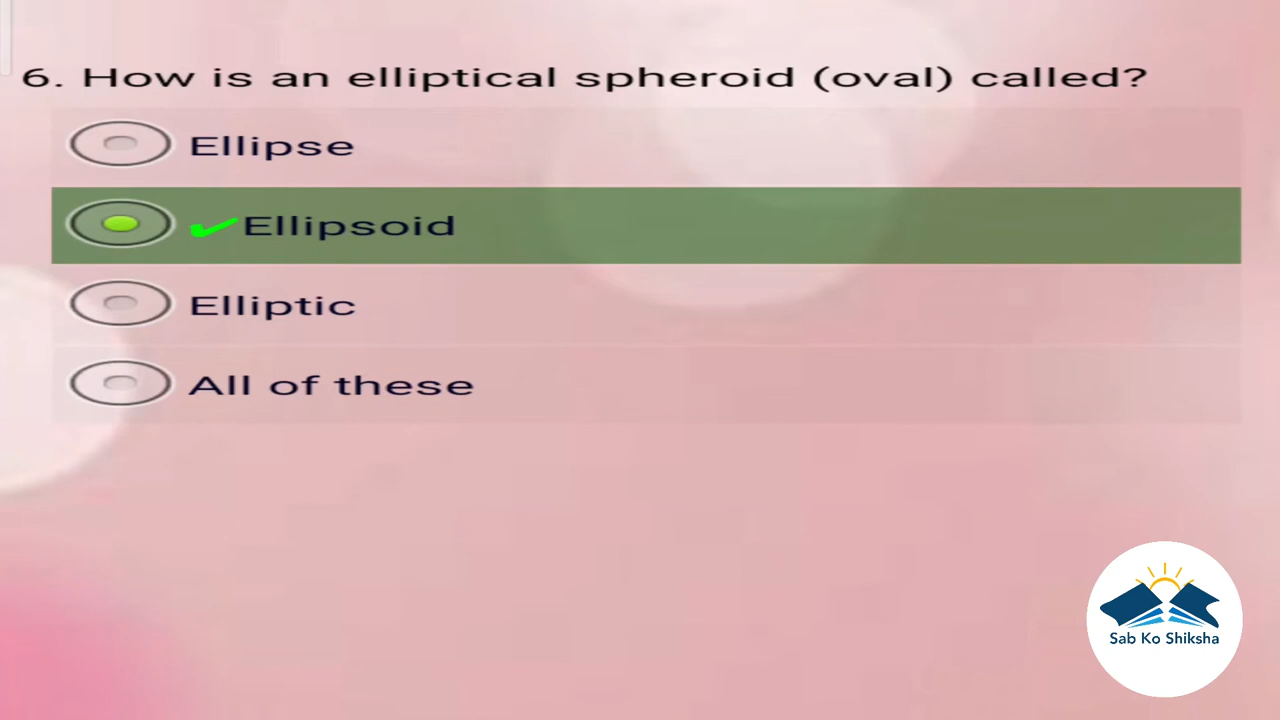 6. How is an elliptical spheroid (oval) called?
Ellipse
✔Ellipsoid
Elliptic
All of these
Sab Ko Shiksha